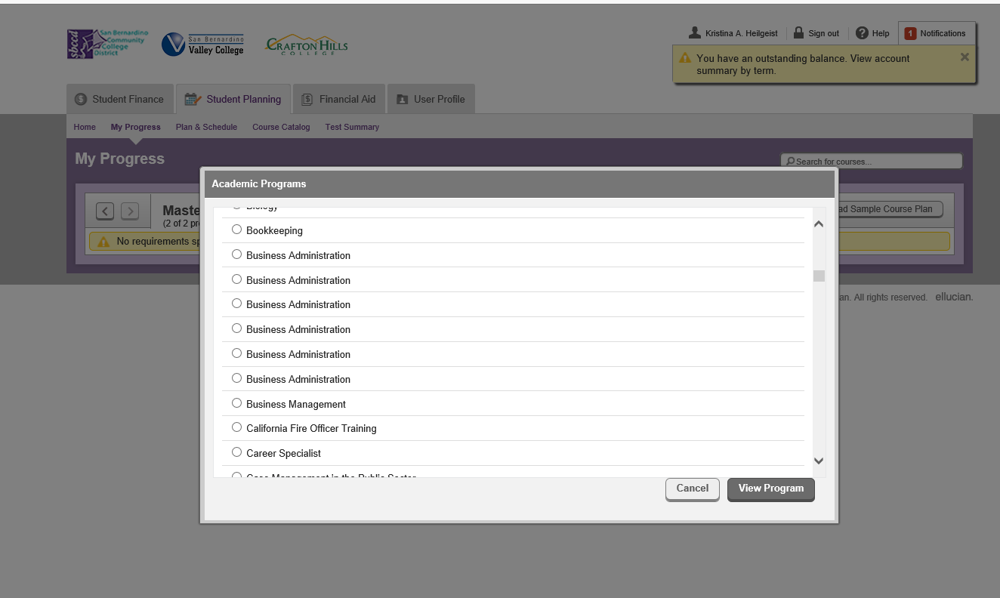 sbccd San Bernardino
Community
College
District
San Bernardino
Valley College
CRAFTON HILLS
COLLEGE
Kristina A. Heilgeist
Sign out
Help
1 Notifications
You have an outstanding balance. View account
summary by term.
Student Finance
Student Planning
Financial Aid
User Profile
Home
My Progress
Plan & Schedule
Course Catalog
Test Summary
My Progress
Search for courses...
Academic Programs
Maste
(2 of 2 pr
ad Sample Course Plan
No requirements sp
Biology
Bookkeeping
Business Administration
Business Administration
Business Administration
Business Administration
Business Administration
Business Administration
Business Management
California Fire Officer Training
Career Specialist
Case Management in the Public Sector
Cancel
View Program
an. All rights reserved. ellucian.